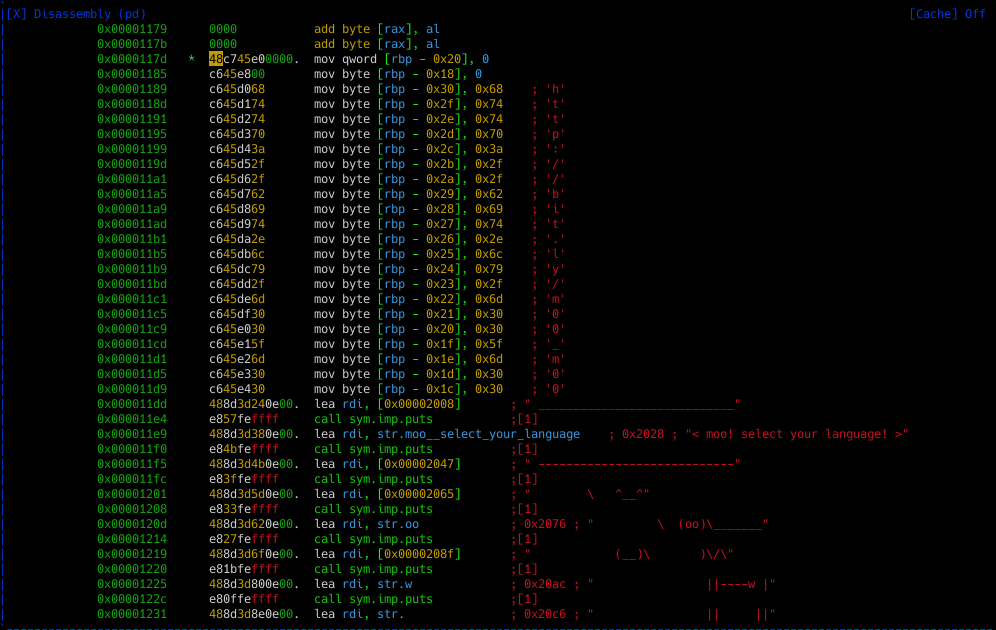 [X] Disassembly (pd) [Cache] Off
0x00001179 0000 add byte [rax], al
0x0000117b 0000 add byte [rax], al
0x0000117d * 48c745e00000. mov qword [rbp - 0x20], 0
0x00001185 c645e800 mov byte [rbp - 0x18], 0
0x00001189 c645d068 mov byte [rbp - 0x30], 0x68 ; 'h'
0x0000118d c645d174 mov byte [rbp - 0x2f], 0x74 ; 't'
0x00001191 c645d274 mov byte [rbp - 0x2e], 0x74 ; 't'
0x00001195 c645d370 mov byte [rbp - 0x2d], 0x70 ; 'p'
0x00001199 c645d43a mov byte [rbp - 0x2c], 0x3a ; ':'
0x0000119d c645d52f mov byte [rbp - 0x2b], 0x2f ; '/'
0x000011a1 c645d62f mov byte [rbp - 0x2a], 0x2f ; '/'
0x000011a5 c645d762 mov byte [rbp - 0x29], 0x62 ; 'b'
0x000011a9 c645d869 mov byte [rbp - 0x28], 0x69 ; 'i'
0x000011ad c645d974 mov byte [rbp - 0x27], 0x74 ; 't'
0x000011b1 c645da2e mov byte [rbp - 0x26], 0x2e ; '.'
0x000011b5 c645db6c mov byte [rbp - 0x25], 0x6c ; 'l'
0x000011b9 c645dc79 mov byte [rbp - 0x24], 0x79 ; 'y'
0x000011bd c645dd2f mov byte [rbp - 0x23], 0x2f ; '/'
0x000011c1 c645de6d mov byte [rbp - 0x22], 0x6d ; 'm'
0x000011c5 c645df30 mov byte [rbp - 0x21], 0x30 ; '0'
0x000011c9 c645e030 mov byte [rbp - 0x20], 0x30 ; '0'
0x000011cd c645e15f mov byte [rbp - 0x1f], 0x5f ; '_'
0x000011d1 c645e26d mov byte [rbp - 0x1e], 0x6d ; 'm'
0x000011d5 c645e330 mov byte [rbp - 0x1d], 0x30 ; '0'
0x000011d9 c645e430 mov byte [rbp - 0x1c], 0x30 ; '0'
0x000011dd 488d3d240e00. lea rdi, [0x00002008] ; " ____________________________"
0x000011e4 e857feffff call sym.imp.puts ;[1]
0x000011e9 488d3d380e00. lea rdi, str.moo__select_your_language ; 0x2028 ; "< moo! select your language! >"
0x000011f0 e84bfeffff call sym.imp.puts ;[1]
0x000011f5 488d3d4b0e00. lea rdi, [0x00002047] ; " ----------------------------"
0x000011fc e83ffeffff call sym.imp.puts ;[1]
0x00001201 488d3d5d0e00. lea rdi, [0x00002065] ; "        \   ^__^"
0x00001208 e833feffff call sym.imp.puts ;[1]
0x0000120d 488d3d620e00. lea rdi, str.oo ; 0x2076 ; "         \  (oo)\_______"
0x00001214 e827feffff call sym.imp.puts ;[1]
0x00001219 488d3d6f0e00. lea rdi, [0x0000208f] ; "            (__)\       )\/\"
0x00001220 e81bfeffff call sym.imp.puts ;[1]
0x00001225 488d3d800e00. lea rdi, str.w ; 0x20ac ; "                ||----w |"
0x0000122c e80ffeffff call sym.imp.puts ;[1]
0x00001231 488d3d8e0e00. lea rdi, str. ; 0x20c6 ; "                ||     ||"